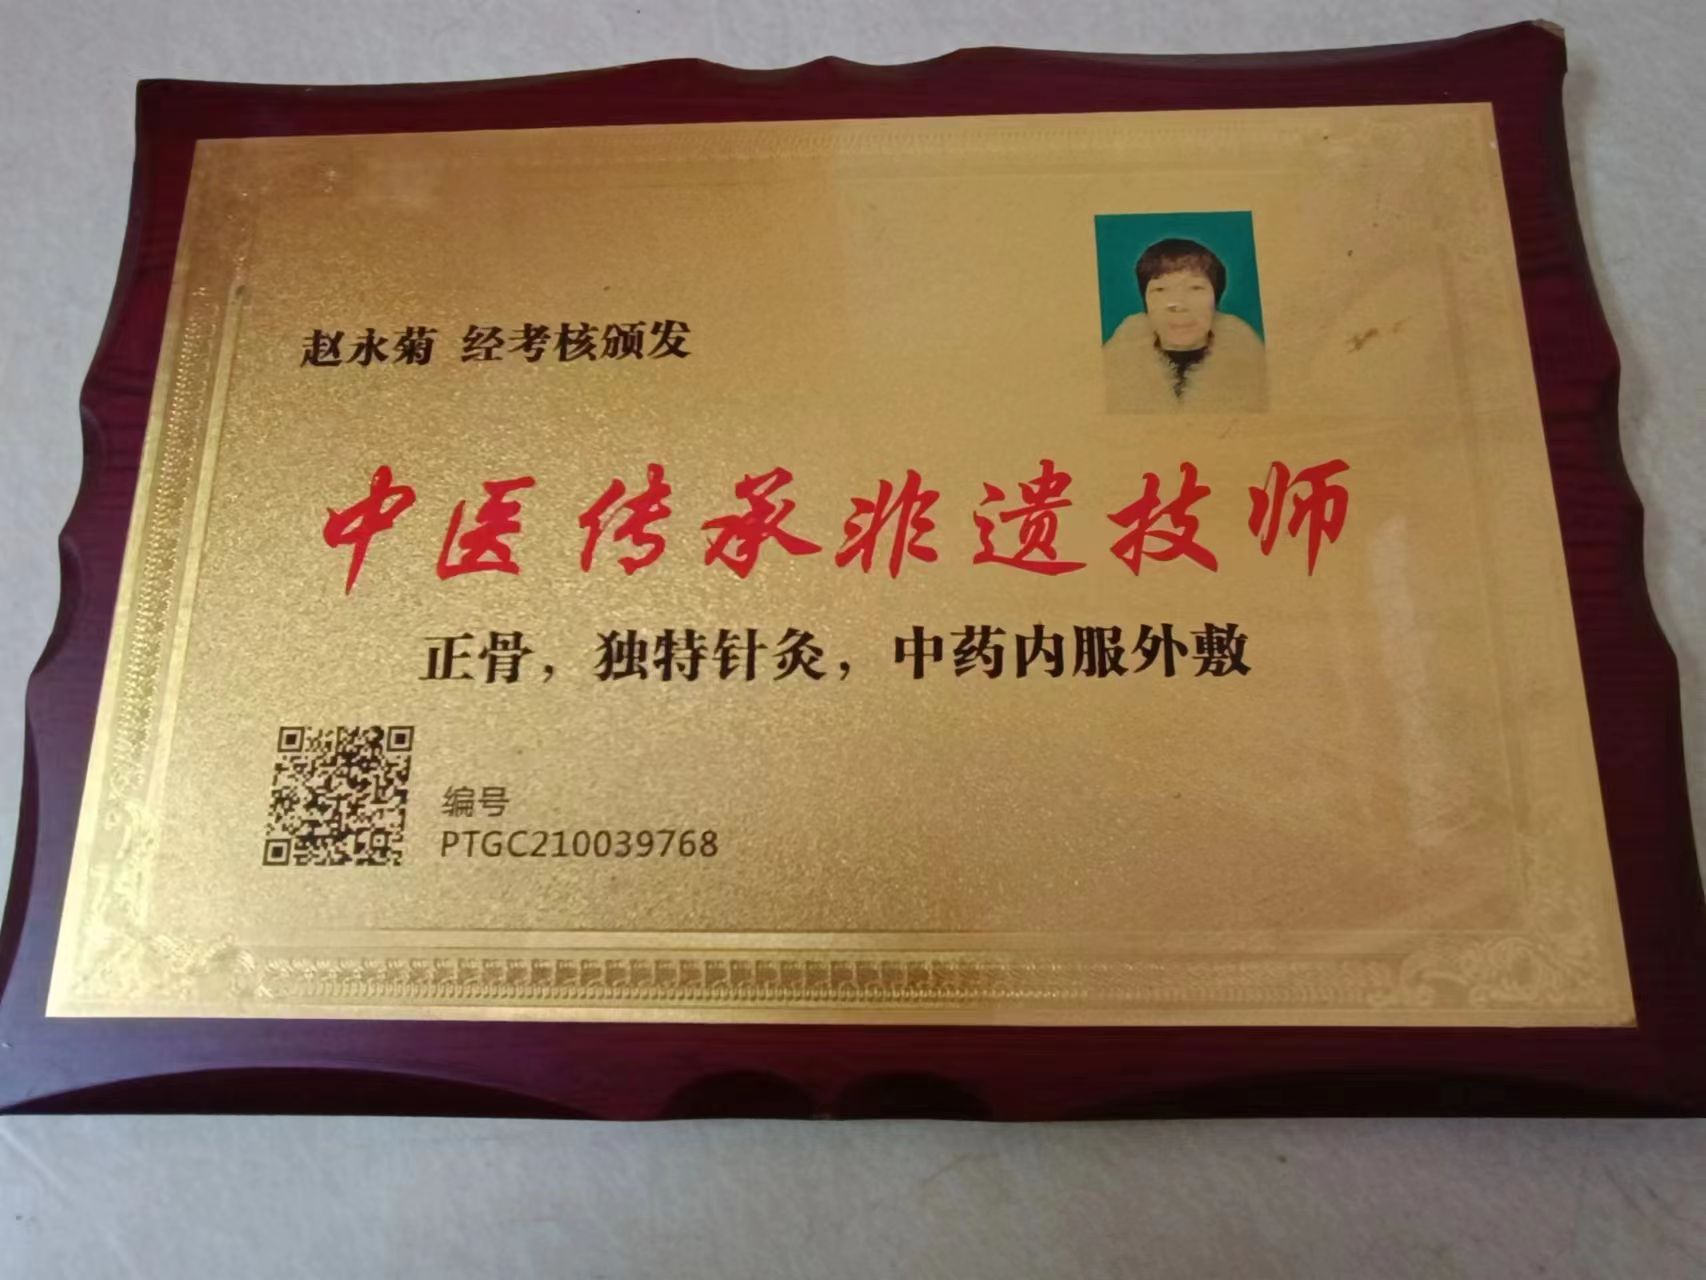 赵永菊 经考核颁发
中医传承非遗技师
正骨，独特针灸，中药内服外敷
编号
PTGC210039768